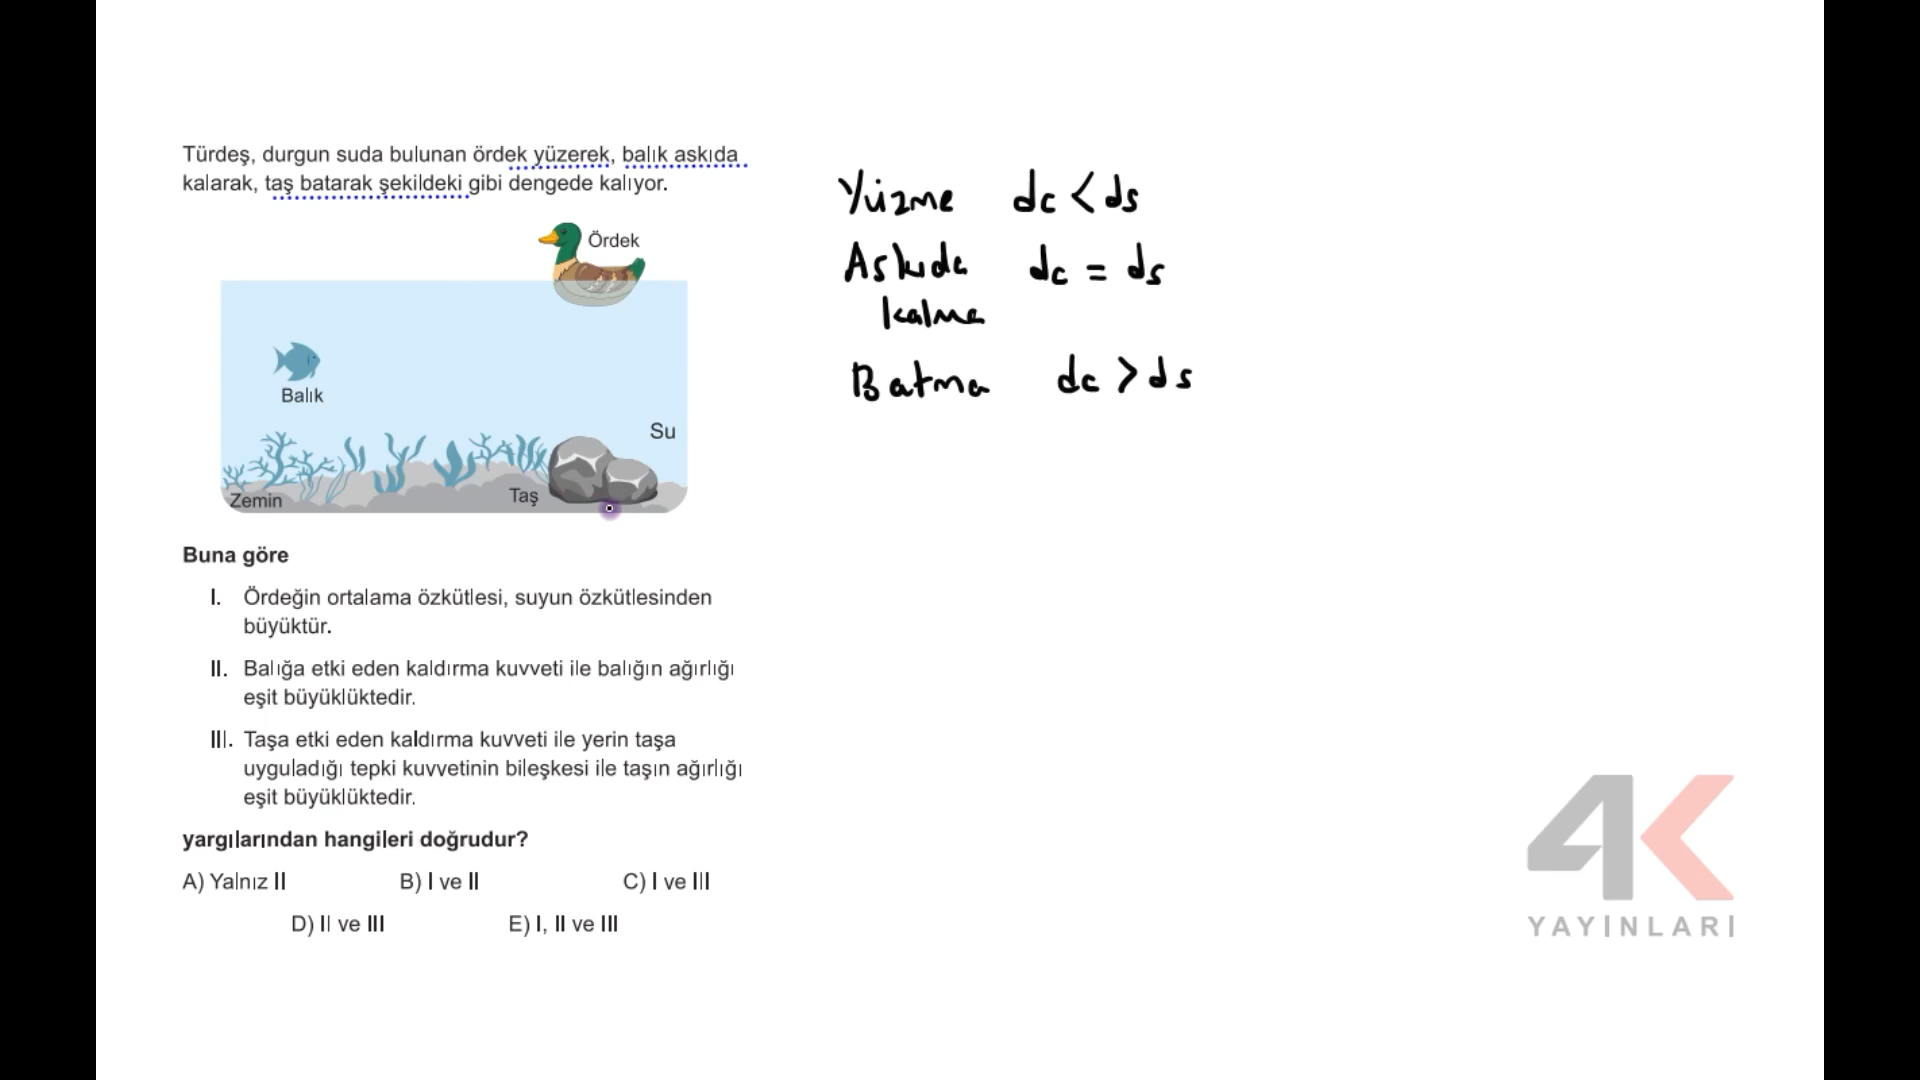 Türdeş, durgun suda bulunan ördek yüzerek, balık askıda
kalarak, taş batarak şekildeki gibi dengede kalıyor.
Ördek
Balık
Su
Taş
Zemin
Buna göre
I. Ördeğin ortalama özkütlesi, suyun özkütlesinden
büyüktür.
II. Balığa etki eden kaldırma kuvveti ile balığın ağırlığı
eşit büyüklüktedir.
III. Taşa etki eden kaldırma kuvveti ile yerin taşa
uyguladığı tepki kuvvetinin bileşkesi ile taşın ağırlığı
eşit büyüklüktedir.
yargılarından hangileri doğrudur?
A) Yalnız II B) I ve II C) I ve III
D) II ve III E) I, II ve III
Yüzme dc < ds
Askıda dc = ds
kalma
Batma dc > ds
4K
YAYINLARI